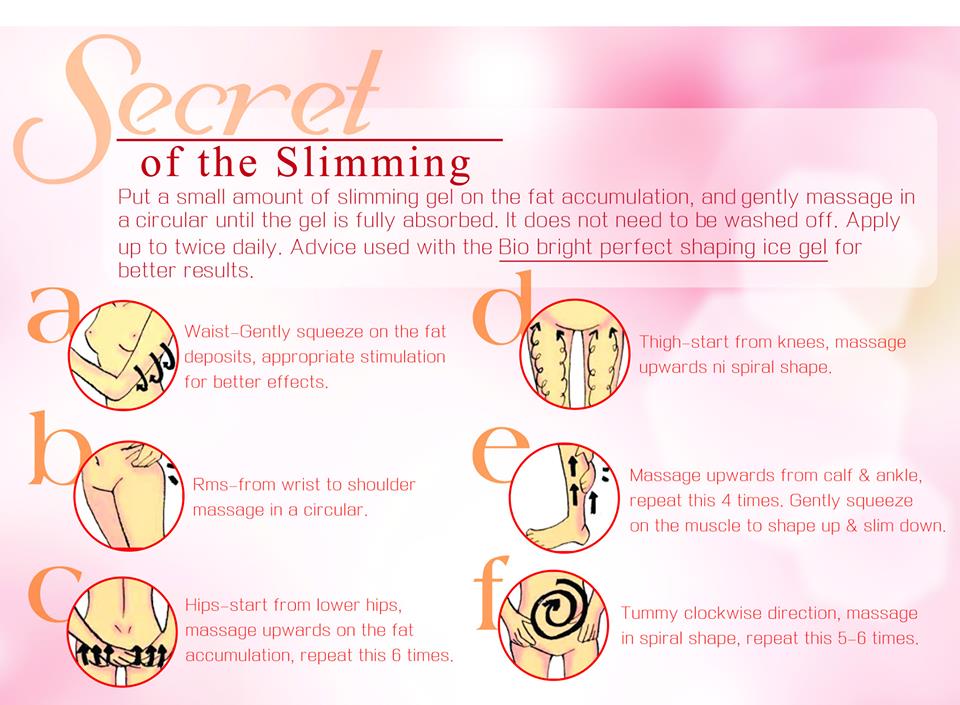 Secret
of the Slimming
Put a small amount of slimming gel on the fat accumulation, and gently massage in
a circular until the gel is fully absorbed. It does not need to be washed off. Apply
up to twice daily. Advice used with the Bio bright perfect shaping ice gel for
better results.
a
Waist-Gently squeeze on the fat
deposits, appropriate stimulation
for better effects.
b
Rms-from wrist to shoulder
massage in a circular.
c
Hips-start from lower hips,
massage upwards on the fat
accumulation, repeat this 6 times.
d
Thigh-start from knees, massage
upwards ni spiral shape.
e
Massage upwards from calf & ankle,
repeat this 4 times. Gently squeeze
on the muscle to shape up & slim down.
f
Tummy clockwise direction, massage
in spiral shape, repeat this 5-6 times.